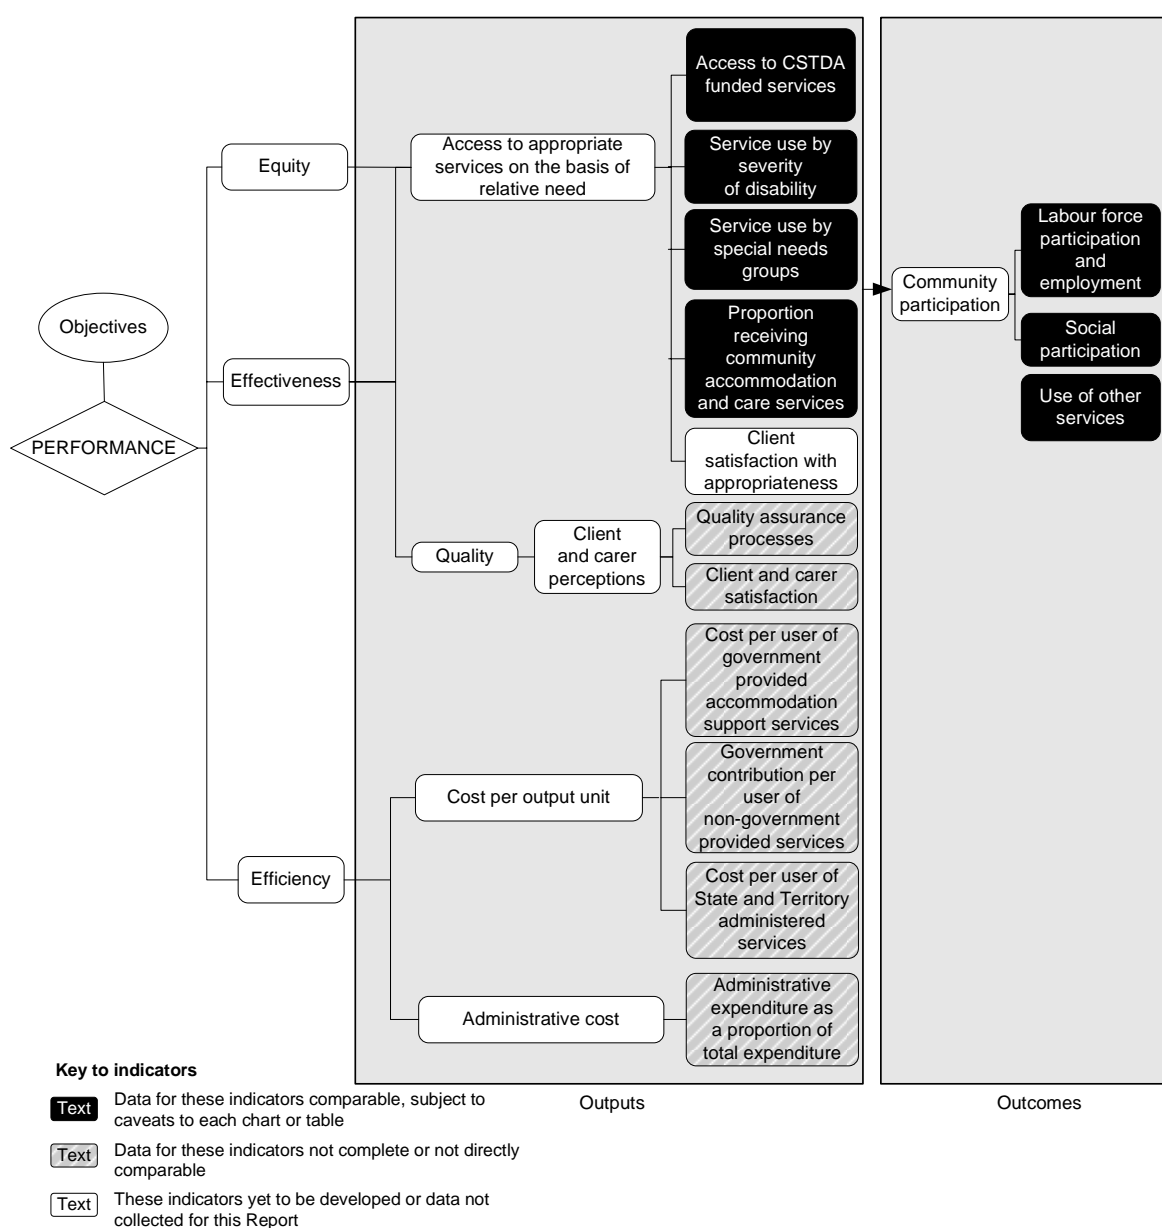 Objectives
PERFORMANCE
Equity
Effectiveness
Efficiency
Access to appropriate
services on the basis of
relative need
Quality
Client
and carer
perceptions
Cost per output unit
Administrative cost
Access to CSTDA
funded services
Service use by
severity
of disability
Service use by
special needs
groups
Proportion
receiving
community
accommodation
and care services
Client
satisfaction with
appropriateness
Quality assurance
processes
Client and carer
satisfaction
Cost per user of
government
provided
accommodation
support services
Government
contribution per
user of
non-government
provided services
Cost per user of
State and Territory
administered
services
Administrative
expenditure as
a proportion of
total expenditure
Community
participation
Labour force
participation
and
employment
Social
participation
Use of other
services
Outputs
Outcomes
Key to indicators
Text
Data for these indicators comparable, subject to
caveats to each chart or table
Text
Data for these indicators not complete or not directly
comparable
Text
These indicators yet to be developed or data not
collected for this Report